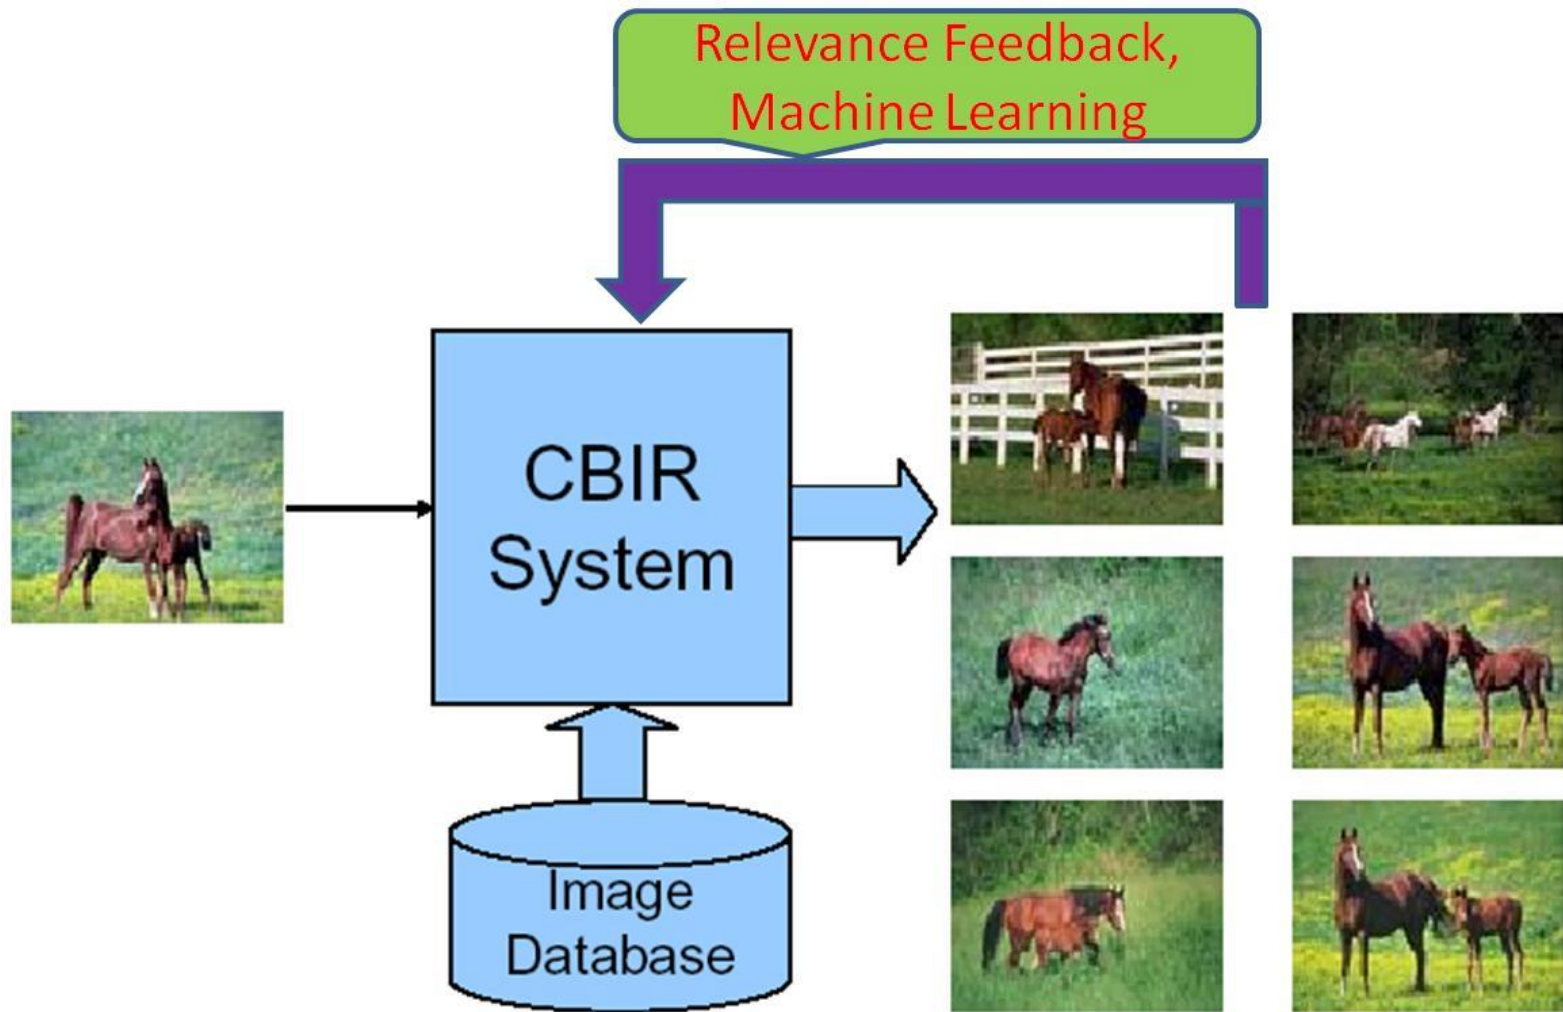 Relevance Feedback,
Machine Learning
CBIR
System
Image
Database